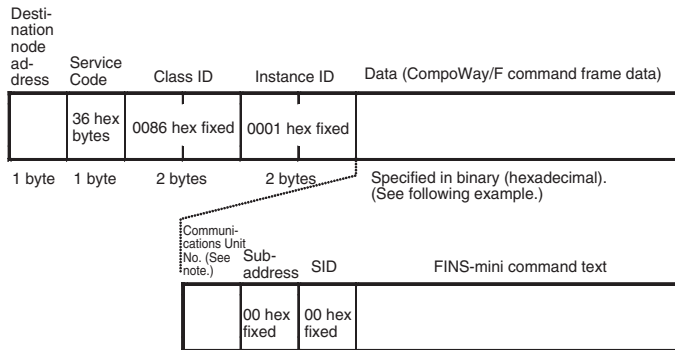 Desti-
nation
node
ad-
dress
Service
Code
Class ID
Instance ID
Data (CompoWay/F command frame data)
36 hex
bytes
0086 hex fixed
0001 hex fixed
1 byte
1 byte
2 bytes
2 bytes
Specified in binary (hexadecimal).
(See following example.)
Communi-
cations Unit
No. (See
note.)
Sub-
address
SID
FINS-mini command text
00 hex
fixed
00 hex
fixed